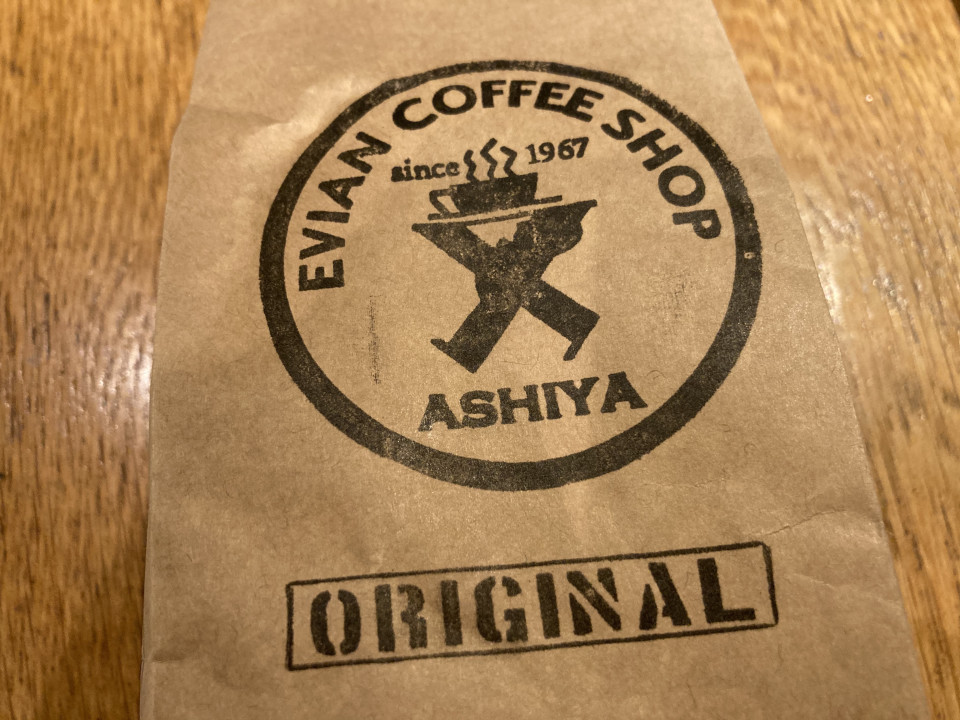 EVIAN COFFEE SHOP
since 1967
ASHIYA
ORIGINAL